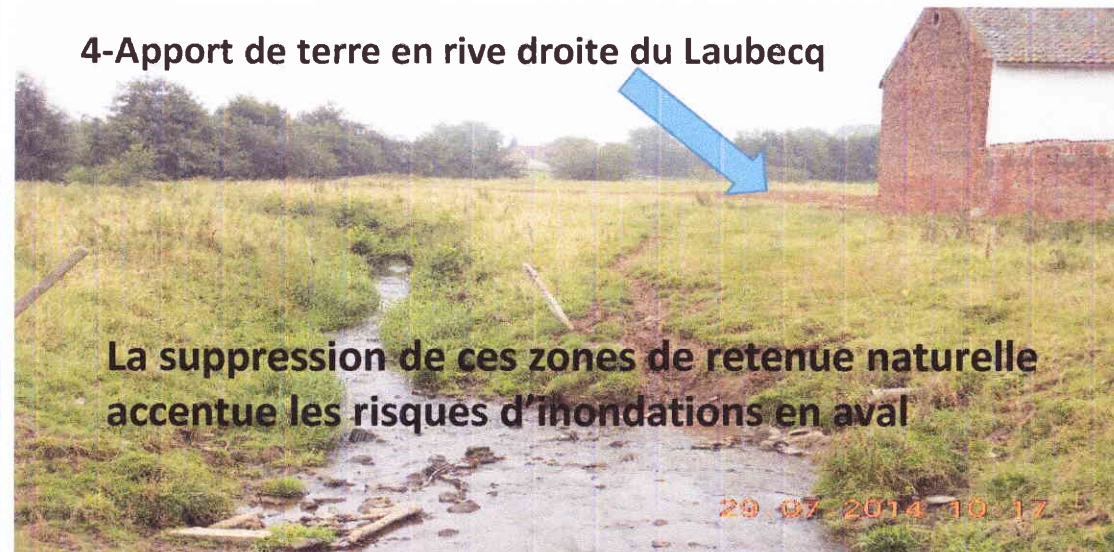 4-Apport de terre en rive droite du Laubecq
La suppression de ces zones de retenue naturelle
accentue les risques d'inondations en aval
29 07 2014 10 17